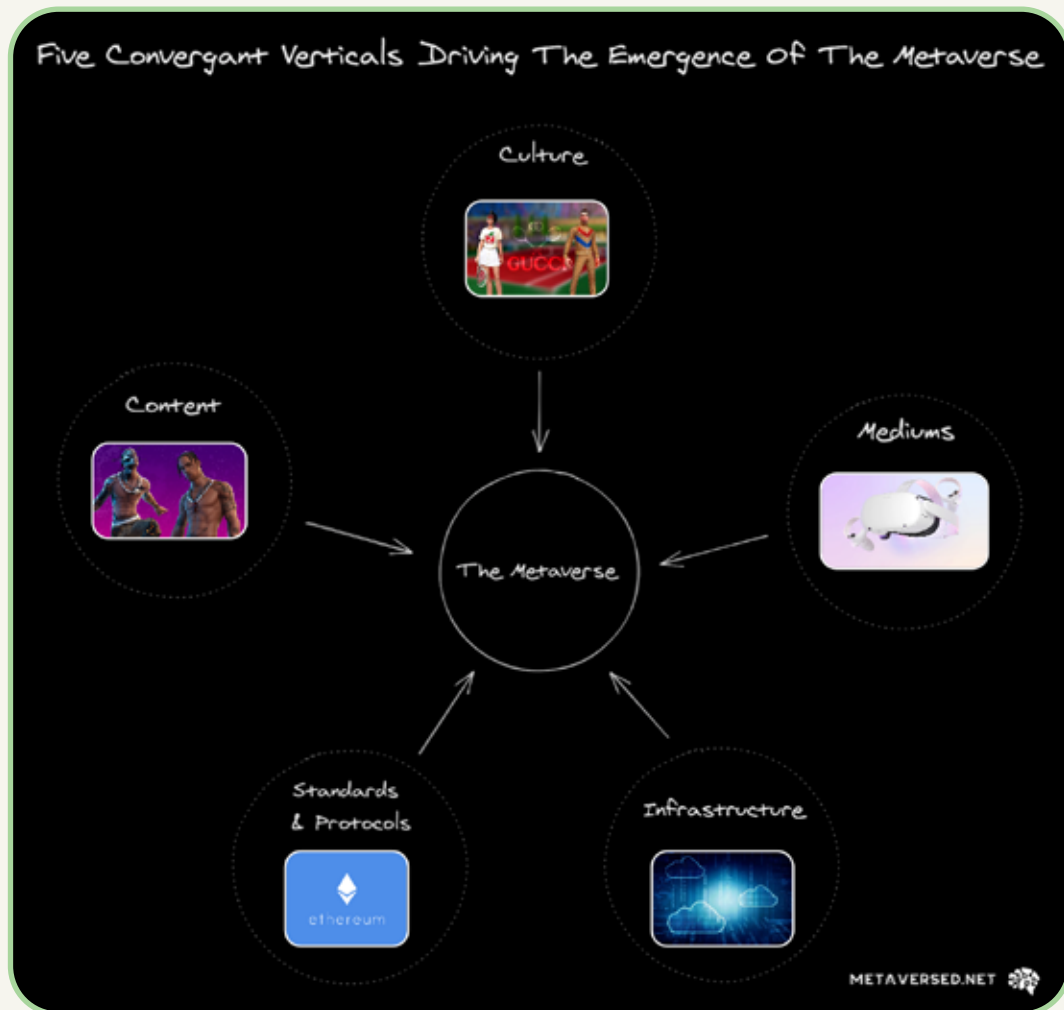 Five Convergant Verticals Driving The Emergence Of The Metaverse
Culture
GUCCI
Content
Mediums
The Metaverse
Standards
& Protocols
ethereum
Infrastructure
METAVERSED.NET